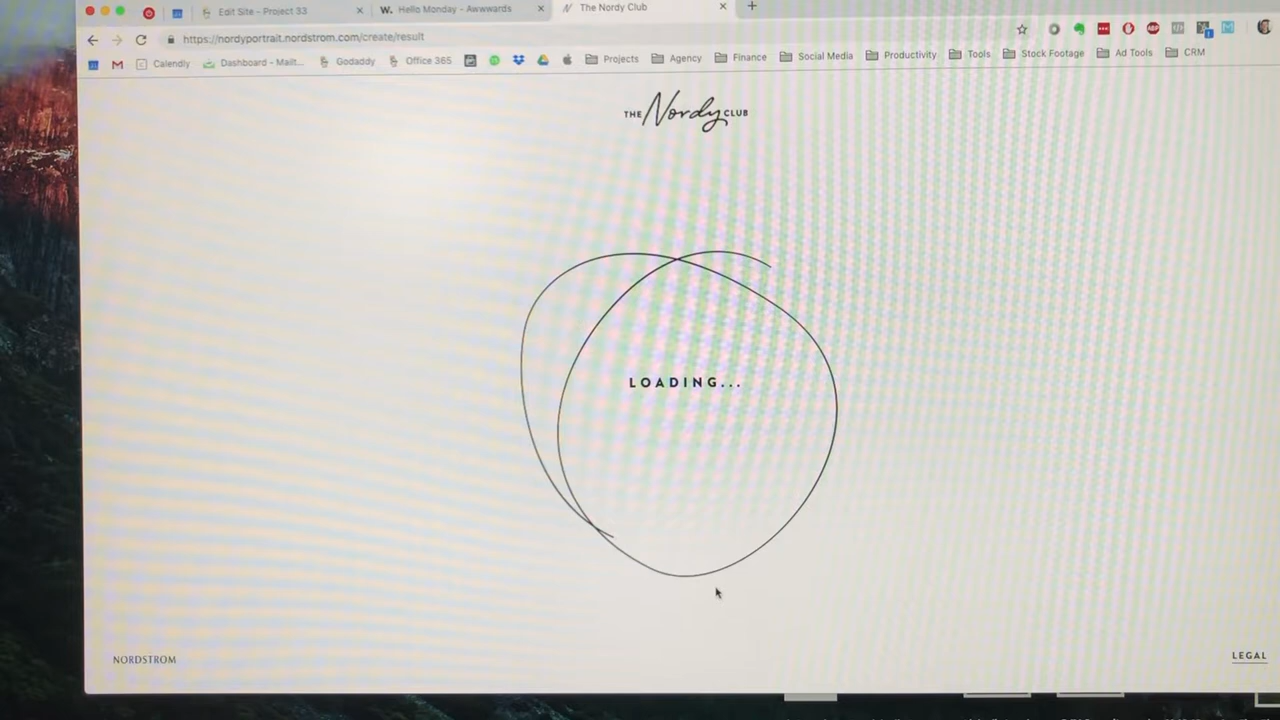 Edit Site - Project 33
W. Hello Monday - Awwwards
The Nordy Club
https://nordyportrait.nordstrom.com/create/result
Calendly
Dashboard - Mailt...
Godaddy
Office 365
Projects
Agency
Finance
Social Media
Productivity
Tools
Stock Footage
Ad Tools
CRM
THE Nordy CLUB
LOADING...
NORDSTROM
LEGAL